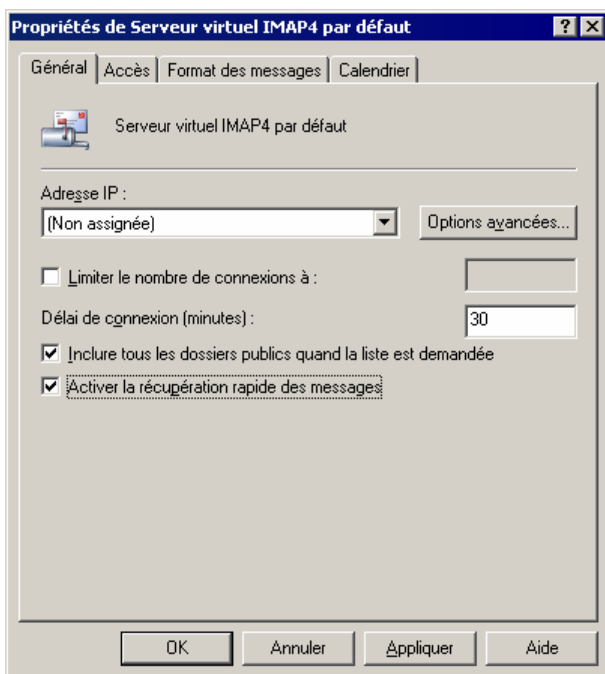 Propriétés de Serveur virtuel IMAP4 par défaut
Général Accès Format des messages Calendrier
Serveur virtuel IMAP4 par défaut
Adresse IP :
(Non assignée) Options avancées...
Limiter le nombre de connexions à :
Délai de connexion (minutes) : 30
Inclure tous les dossiers publics quand la liste est demandée
Activer la récupération rapide des messages
OK Annuler Appliquer Aide